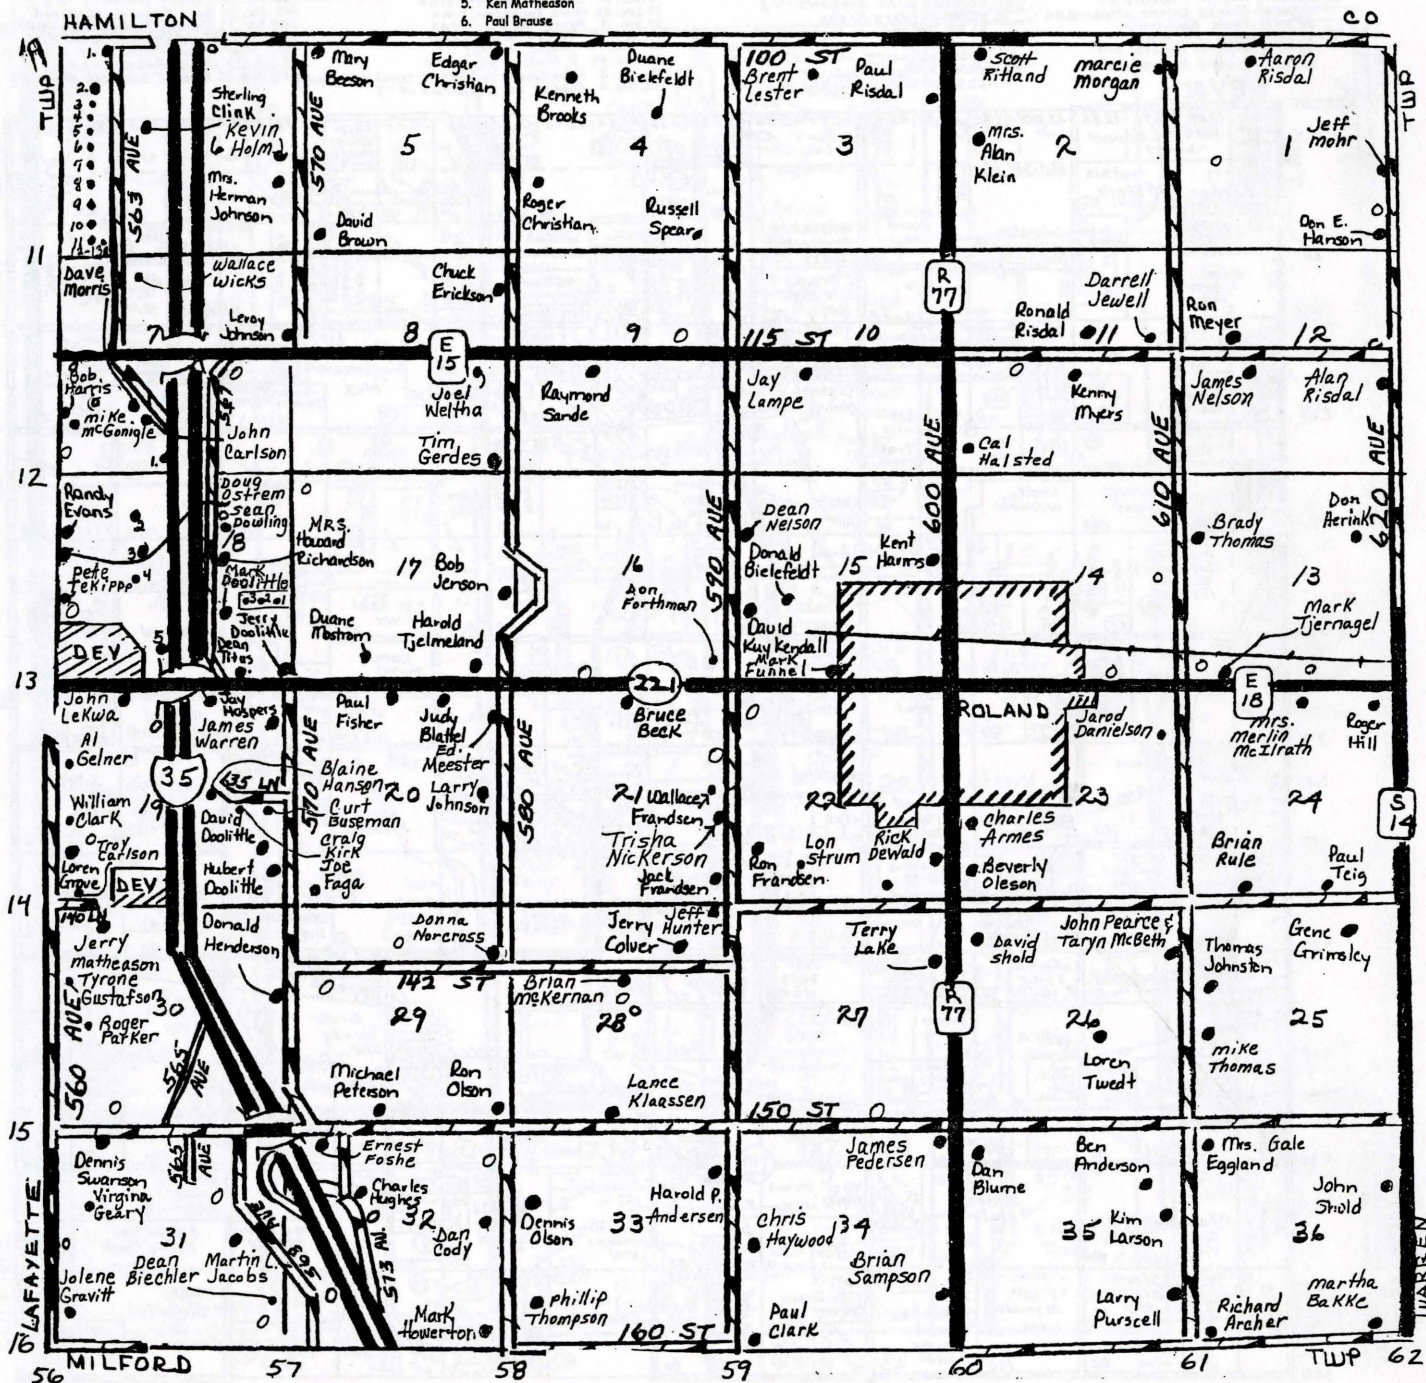 5. Ken Matheason
6. Paul Brause
HAMILTON
CO
10
TWP
TWP
1.
2.
3
4
5
6
7
8
9
10
11-13
563 AVE
Sterling
Clink
Kevin
Holm
6
Mrs.
Herman
Johnson
570 AVE
Mary
Beeson
Edgar
Christian
5
David
Brown
Kenneth
Brooks
Duane
Bielefeldt
4
Roger
Christian
Russell
Spear
100 ST
Brent
Lester
Paul
Risdal
3
Scott
Ritland
marcie
Morgan
Mrs.
Alan
Klein
2
Aaron
Risdal
Jeff
mohr
1
Don E.
Hanson
11
Dave
Morris
Wallace
Wicks
Leroy
Johnson
7
Chuck
Erickson
8
E
15
9
115 ST
10
R
77
Ronald
Risdal
Darrell
Jewell
11
Ron
Meyer
12
Bob
Harris
mike
McGonigle
567
John
Carlson
1.
Joel
Weltha
Raymond
Sande
Tim
Gerdes
Jay
Lampe
600 AVE
Kenny
Myers
Cal
Halsted
610 AVE
James
Nelson
Alan
Risdal
620 AVE
12
Randy
Evans
2
3
4
Pete
Tekippe
5
DEV
Doug
Ostrem
Sean
Dowling
18
Mark
Doolittle
3 2 1
Jerry
Doolittle
Dean
Titus
MRS.
Howard
Richardson
17
Bob
Jenson
Duane
Mostrom
Harold
Tjelmeland
16
Don
Forthman
590 AVE
Dean
Nelson
Donald
Bielefeldt
15
Kent
Harms
David
Kuykendall
Mark
Funnel
14
Brady
Thomas
Don
Herink
13
Mark
Tjernagel
13
John
LeKwa
Jay
Hospers
James
Warren
Al
Gelner
35
570 AVE
Paul
Fisher
Judy
Blattel
Ed.
Meester
580 AVE
221
Bruce
Beck
ROLAND
Jarod
Danielson
E
18
mrs.
merlin
McIlrath
Roger
Hill
William
Clark
19
Troy
Carlson
Loren
Grove
DEV
635 LN
David
Doolittle
Hubert
Doolittle
Blaine
Hanson
20
Curt
Buseman
Craig
Kirk
Joe
Faga
Larry
Johnson
21
Wallace
Frandsen
Trisha
Nickerson
Jack
Frandsen
22
Ron
Frandsen
Lon
Strum
Rick
DeWald
23
Charles
Armes
Beverly
Oleson
24
Brian
Rule
Paul
Teig
S
14
14
140 LN
Jerry
matheason
Tyrone
Gustafson
30
Roger
Parker
560 AVE
565
AVE
Donald
Henderson
Donna
Norcross
142 ST
29
Michael
Peterson
Ron
Olson
Jerry
Colver
Jeff
Hunter
Brian
McKernan
28
Lance
Klaassen
Terry
Lake
27
150 ST
R
77
David
Shold
John Pearce &
Taryn McBeth
26
Loren
Twedt
Thomas
Johnston
Gene
Grimsley
25
mike
Thomas
15
Dennis
Swanson
Virgina
Geary
565
AVE
31
Jolene
Gravitt
Dean
Biechler
Martin L.
Jacobs
568 AVE
Ernest
Foshe
Charles
Hughes
32
573 AV
Dan
Cody
Mark
Howerton
Dennis
Olson
33
Harold P.
Andersen
Phillip
Thompson
160 ST
James
Pedersen
Chris
Haywood
34
Brian
Sampson
Paul
Clark
Dan
Blume
Ben
Anderson
35
Kim
Larson
Larry
Purscell
Mrs. Gale
Eggland
John
Shold
36
Richard
Archer
martha
Bakke
LAFAYETTE
WARREN
16
MILFORD
TWP
56
57
58
59
60
61
62